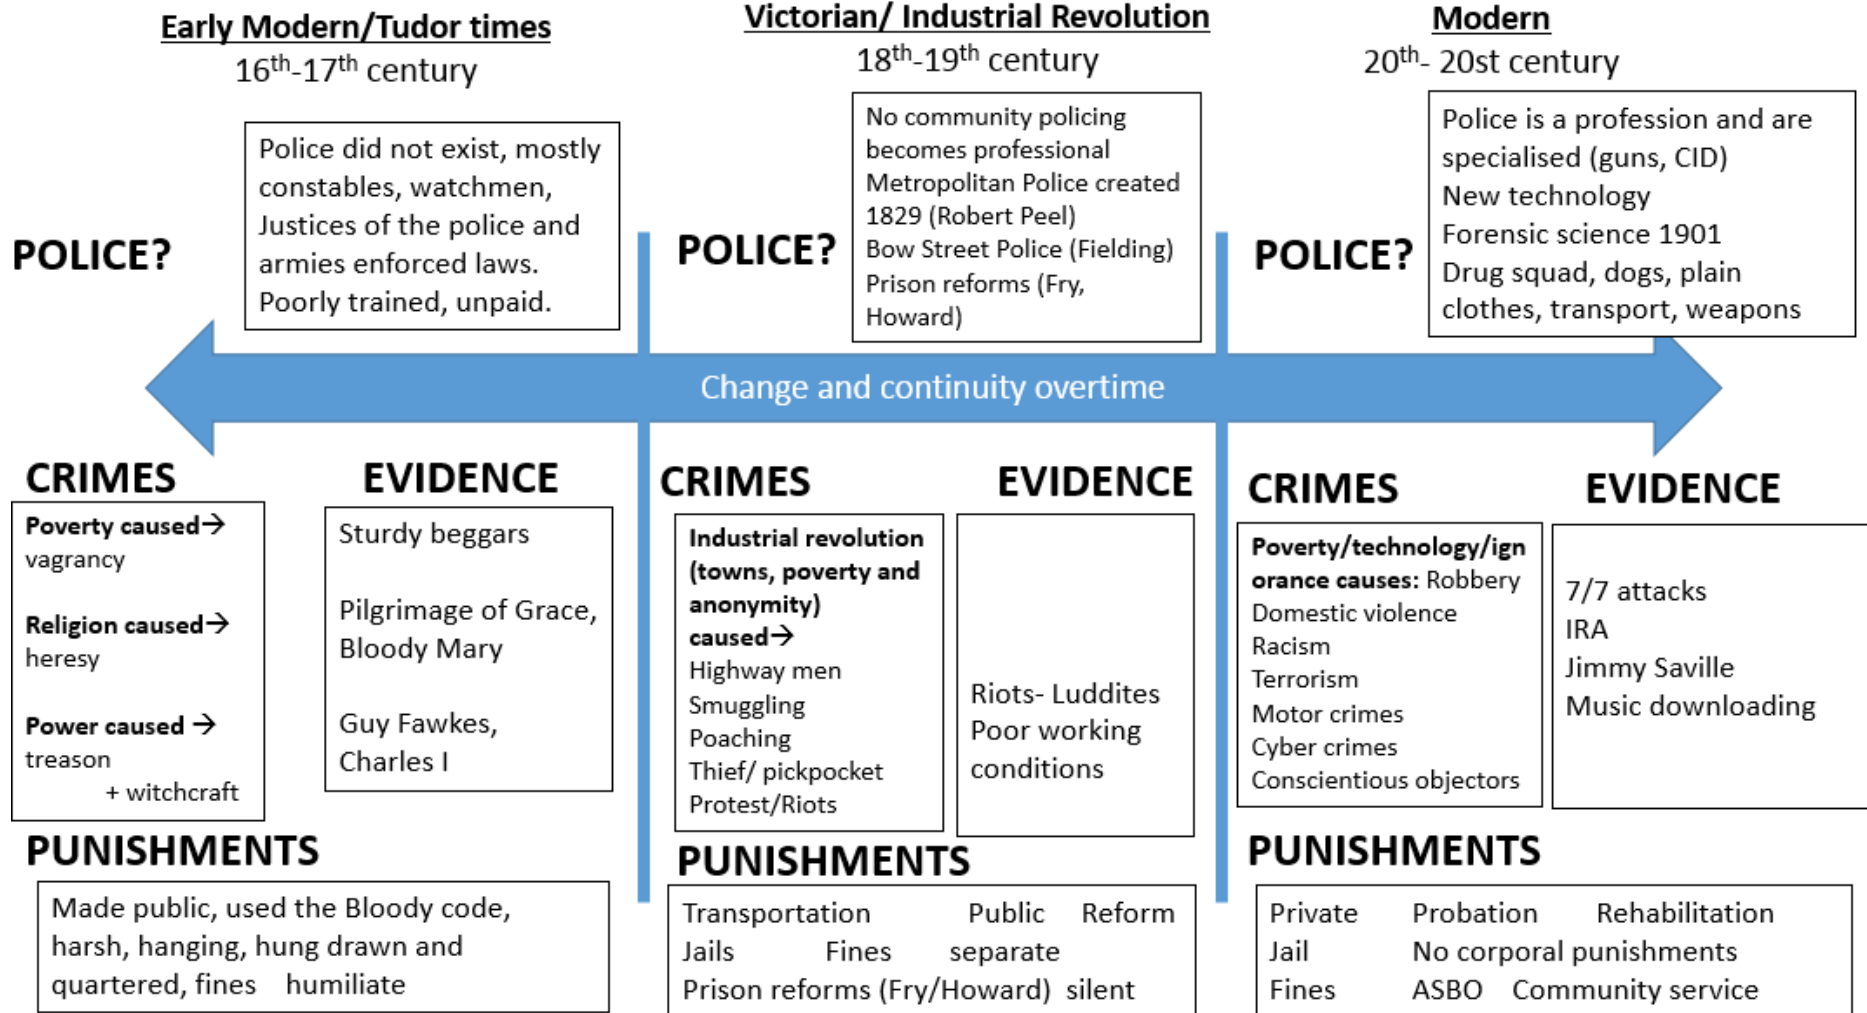 Early Modern/Tudor times
16th-17th century
POLICE?
Police did not exist, mostly
constables, watchmen,
Justices of the police and
armies enforced laws.
Poorly trained, unpaid.
Victorian/ Industrial Revolution
18th-19th century
POLICE?
No community policing
becomes professional
Metropolitan Police created
1829 (Robert Peel)
Bow Street Police (Fielding)
Prison reforms (Fry,
Howard)
Modern
20th- 20st century
POLICE?
Police is a profession and are
specialised (guns, CID)
New technology
Forensic science 1901
Drug squad, dogs, plain
clothes, transport, weapons
Change and continuity overtime
CRIMES
Poverty caused→
vagrancy
Religion caused→
heresy
Power caused →
treason
+ witchcraft
EVIDENCE
Sturdy beggars
Pilgrimage of Grace,
Bloody Mary
Guy Fawkes,
Charles I
PUNISHMENTS
Made public, used the Bloody code,
harsh, hanging, hung drawn and
quartered, fines humiliate
CRIMES
Industrial revolution
(towns, poverty and
anonymity)
caused→
Highway men
Smuggling
Poaching
Thief/ pickpocket
Protest/Riots
EVIDENCE
Riots- Luddites
Poor working
conditions
PUNISHMENTS
Transportation Public Reform
Jails Fines separate
Prison reforms (Fry/Howard) silent
CRIMES
Poverty/technology/ign
orance causes: Robbery
Domestic violence
Racism
Terrorism
Motor crimes
Cyber crimes
Conscientious objectors
EVIDENCE
7/7 attacks
IRA
Jimmy Saville
Music downloading
PUNISHMENTS
Private Probation Rehabilitation
Jail No corporal punishments
Fines ASBO Community service